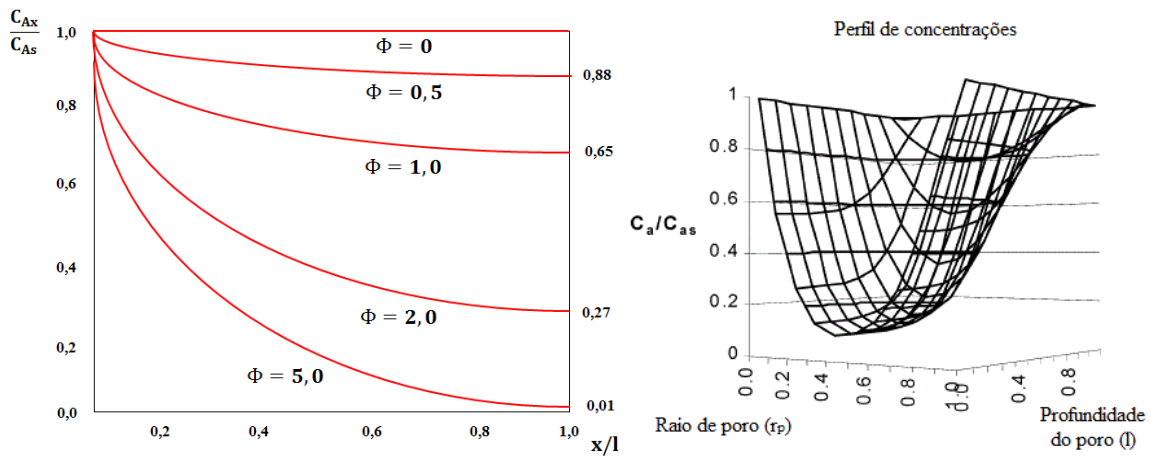 C_Ax
C_As
1,0
0,8
0,6
0,4
0,2
0,0
Φ = 0
Φ = 0,5
Φ = 1,0
Φ = 2,0
Φ = 5,0
0,88
0,65
0,27
0,01
0,2
0,4
0,6
0,8
1,0
x/l
Perfil de concentrações
C_a/C_as
1
0.8
0.6
0.4
0.2
0
0.0
0.2
0.4
0.6
0.8
1.0
0.0
0.4
0.8
Raio de poro (r_p)
Profundidade
do poro (l)